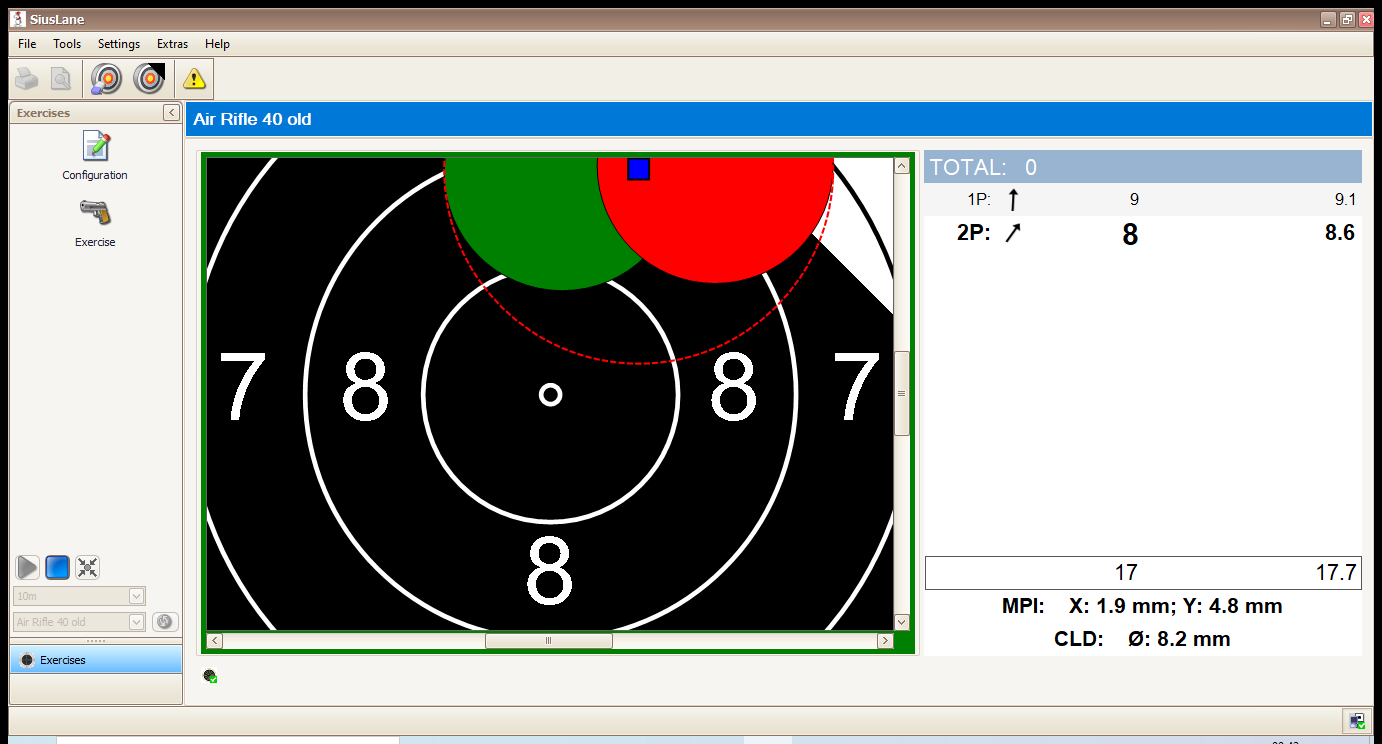 SiusLane
File Tools Settings Extras Help
Exercises
Air Rifle 40 old
Configuration
Exercise
TOTAL: 0
1P: 9 9.1
2P: 8 8.6
7 8 8 7
8
17 17.7
MPI: X: 1.9 mm; Y: 4.8 mm
CLD: Ø: 8.2 mm
10m
Air Rifle 40 old
Exercises